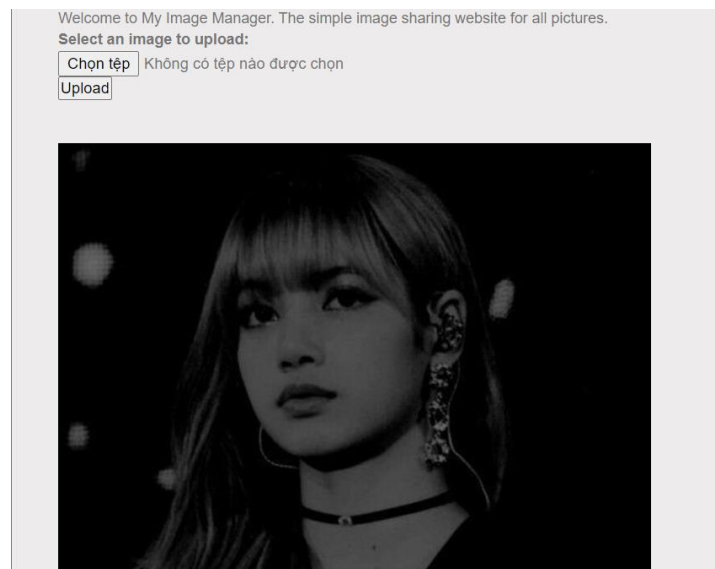 Welcome to My Image Manager. The simple image sharing website for all pictures.
Select an image to upload:
Chọn tệp Không có tệp nào được chọn
Upload